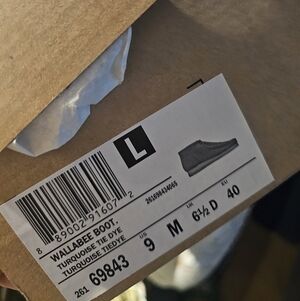 L
8 89002 91607 2
26169843065
WALLABEE BOOT.
TURQUOISE TIE DYE
TURQUOISE TIEDYE
261 69843
US 9
M
UK 6½ D
EU 40